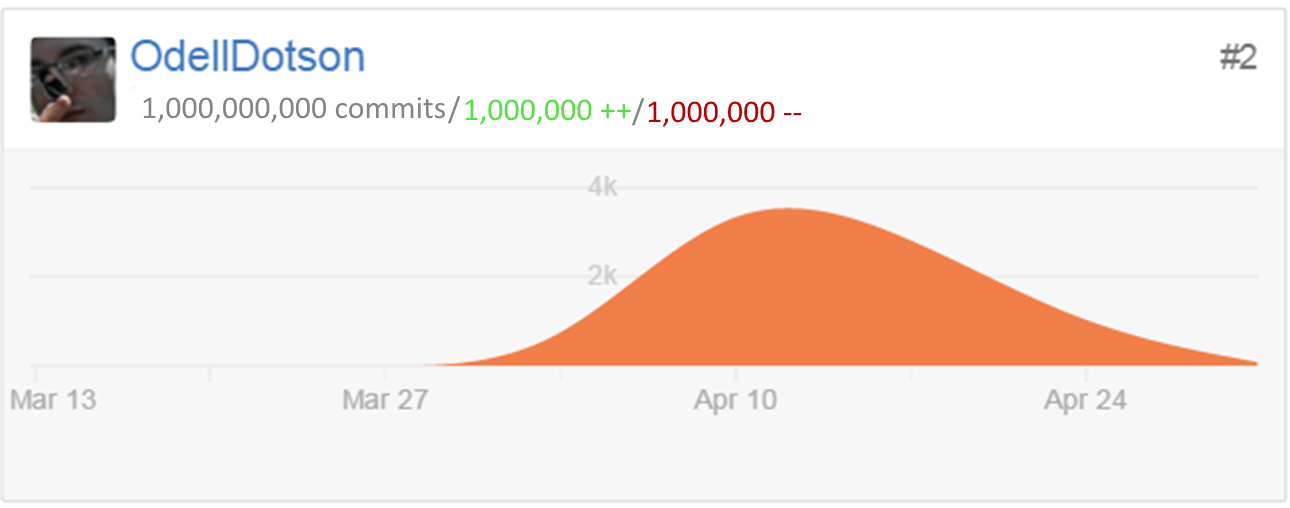 OdellDotson
#2
1,000,000,000 commits/1,000,000 ++/1,000,000 --
4k
2k
Mar 13 Mar 27 Apr 10 Apr 24